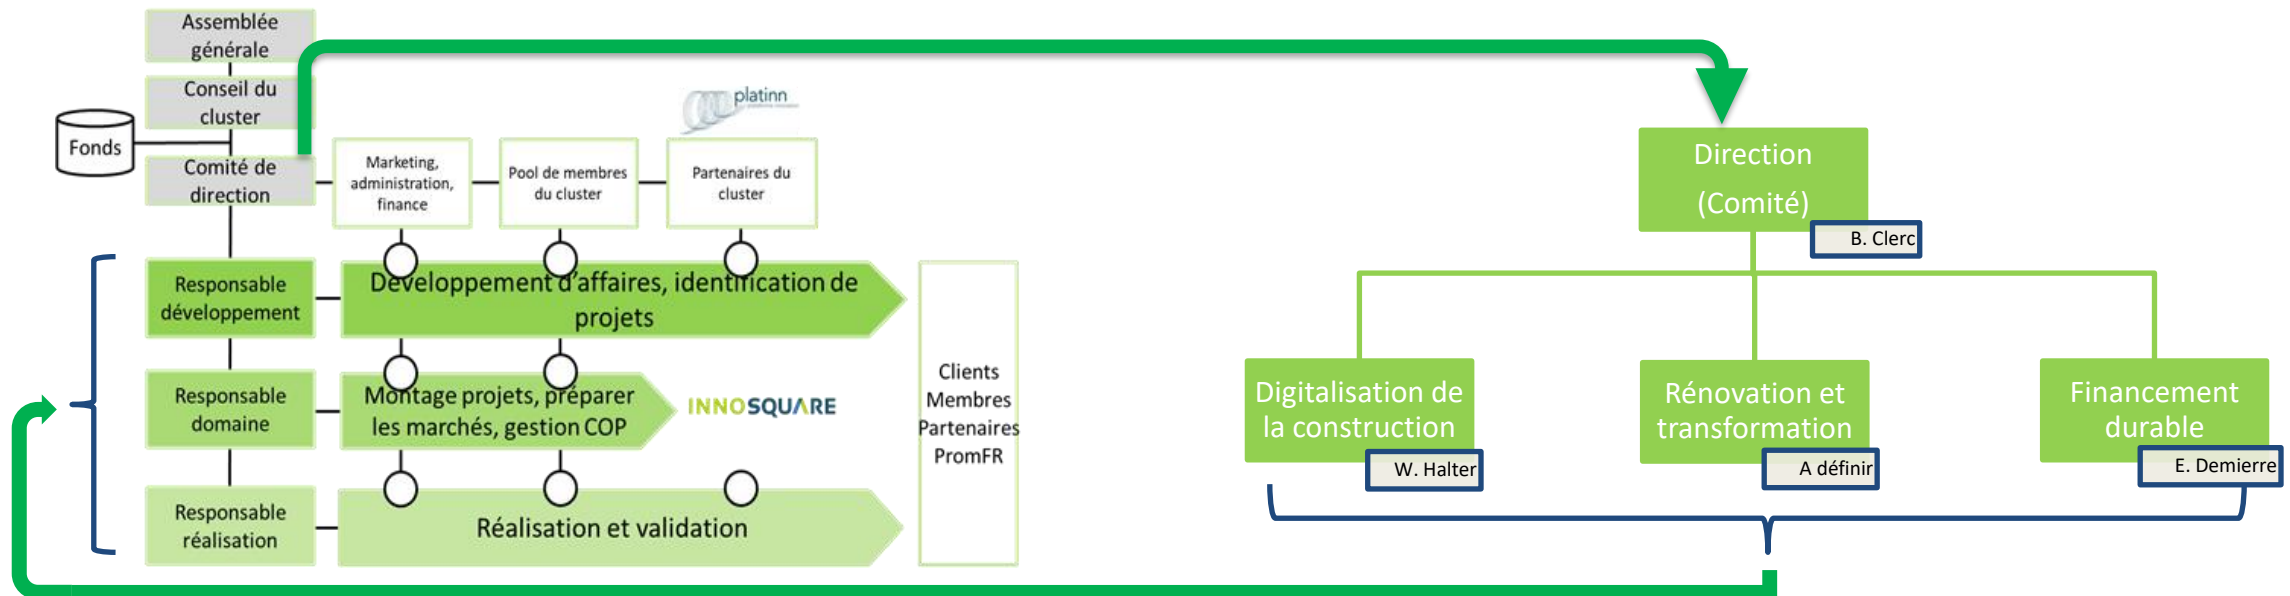 Assemblée
générale
Conseil du
cluster
Fonds
Comité de
direction
Marketing,
administration,
finance
Pool de membres
du cluster
platinn
Partenaires du
cluster
Responsable
développement
Développement d'affaires, identification de
projets
Responsable
domaine
Montage projets, préparer
les marchés, gestion COP
INNOSQUARE
Responsable
réalisation
Réalisation et validation
Clients
Membres
Partenaires
PromFR
Direction
(Comité)
B. Clerc
Digitalisation de
la construction
W. Halter
Rénovation et
transformation
A définir
Financement
durable
E. Demierre